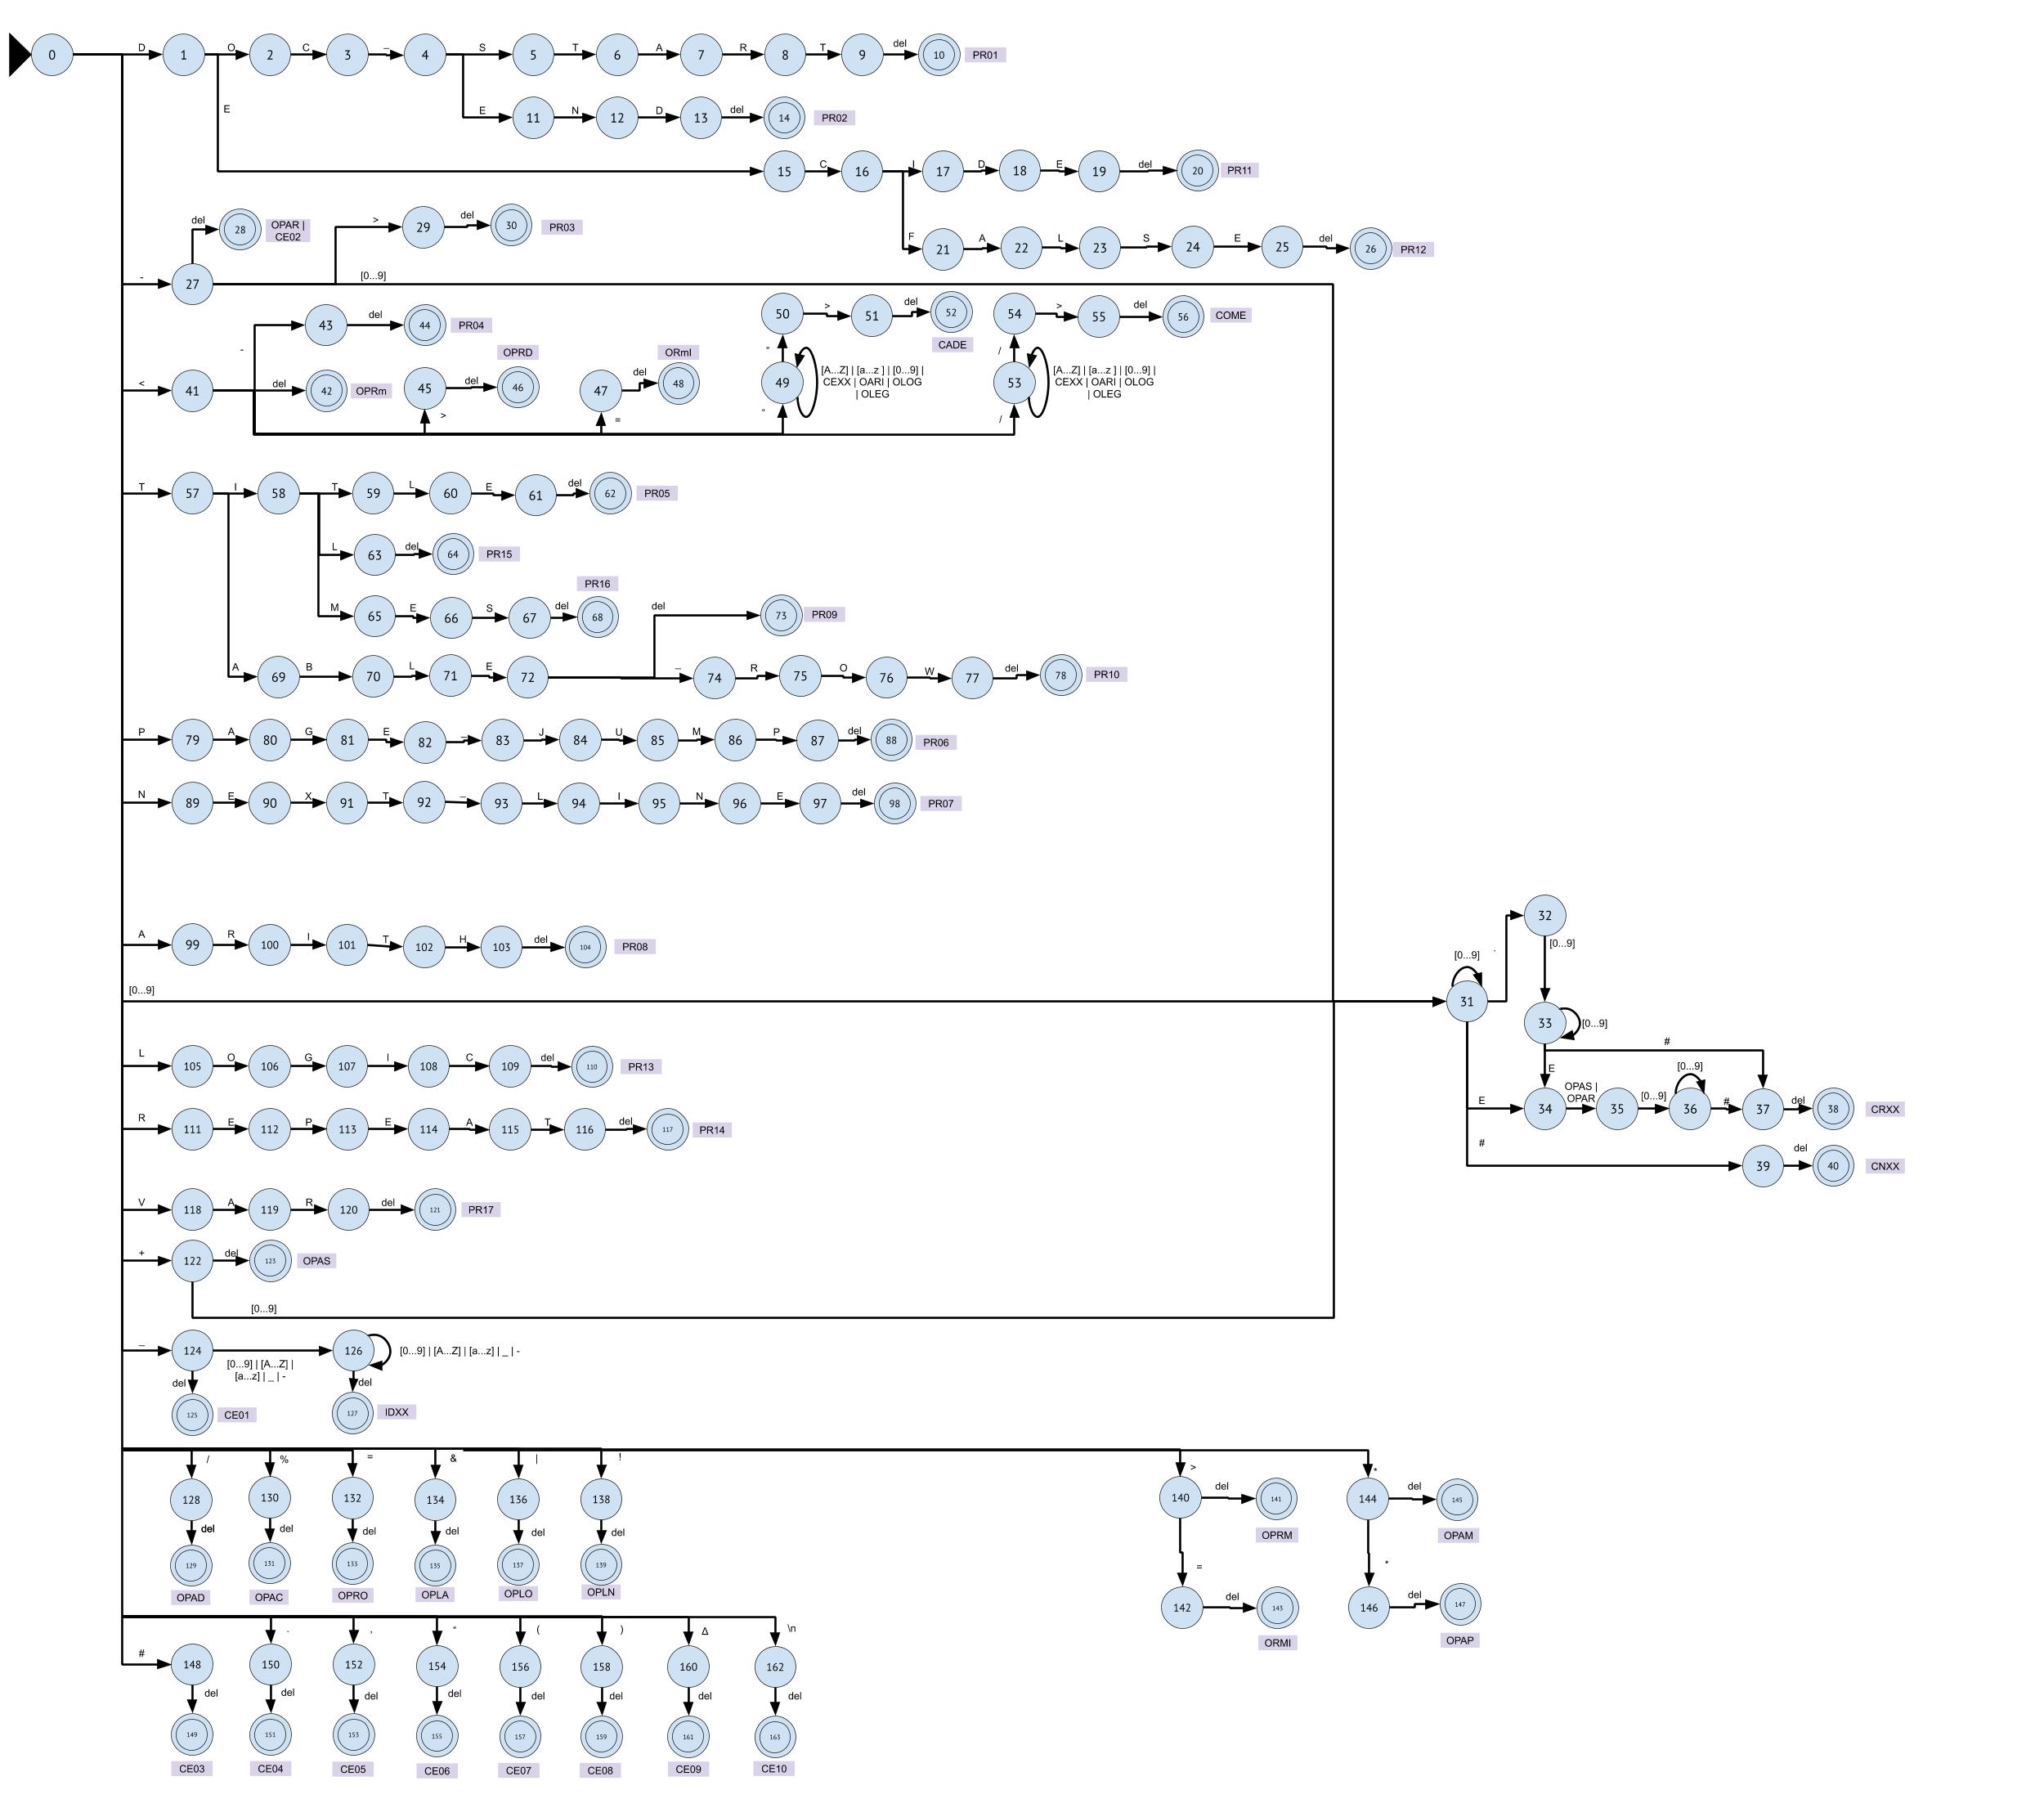 0 D 1 O 2 C 3 _ 4 S 5 T 6 A 7 R 8 T 9 del 10 PR01
E 11 N 12 D 13 del 14 PR02
E
15 C 16 I 17 D 18 E 19 del 20 PR11
F 21 A 22 L 23 S 24 E 25 del 26 PR12
- 27 del 28 OPAR |
CE02
> 29 del 30 PR03
[0...9]
< 41 - 43 del 44 PR04
del 42 OPRm
> 45 del 46 OPRD
= 47 del 48 ORmI
" 49 [A...Z] | [a...z ] | [0...9] |
CEXX | OARI | OLOG
| OLEG
" 50 > 51 del 52 CADE
/ 53 [A...Z] | [a...z ] | [0...9] |
CEXX | OARI | OLOG
| OLEG
/ 54 > 55 del 56 COME
T 57 I 58 T 59 L 60 E 61 del 62 PR05
L 63 del 64 PR15
M 65 E 66 S 67 del 68 PR16
A 69 B 70 L 71 E 72 del 73 PR09
_ 74 R 75 O 76 W 77 del 78 PR10
P 79 A 80 G 81 E 82 _ 83 J 84 U 85 M 86 P 87 del 88 PR06
N 89 E 90 X 91 T 92 _ 93 L 94 I 95 N 96 E 97 del 98 PR07
A 99 R 100 I 101 T 102 H 103 del 104 PR08
[0...9] 31 [0...9] . 32
[0...9]
33 [0...9]
#
E
E 34 OPAS |
OPAR 35 [0...9] 36 [0...9] # 37 del 38 CRXX
# 39 del 40 CNXX
L 105 O 106 G 107 I 108 C 109 del 110 PR13
R 111 E 112 P 113 E 114 A 115 T 116 del 117 PR14
V 118 A 119 R 120 del 121 PR17
+ 122 del 123 OPAS
[0...9]
_ 124 [0...9] | [A...Z] |
[a...z] | _ | - 126 [0...9] | [A...Z] | [a...z] | _ | -
del 125 CE01 del 127 IDXX
/ % = & | ! > *
128 130 132 134 136 138 140 del 141 144 del 145
OPRM OPAM
del del del del del del = *
129 131 133 135 137 139 142 del 143 146 del 147
OPAD OPAC OPRO OPLA OPLO OPLN ORMI OPAP
# . , " ( ) Δ \n
148 150 152 154 156 158 160 162
del del del del del del del del
149 151 153 155 157 159 161 163
CE03 CE04 CE05 CE06 CE07 CE08 CE09 CE10